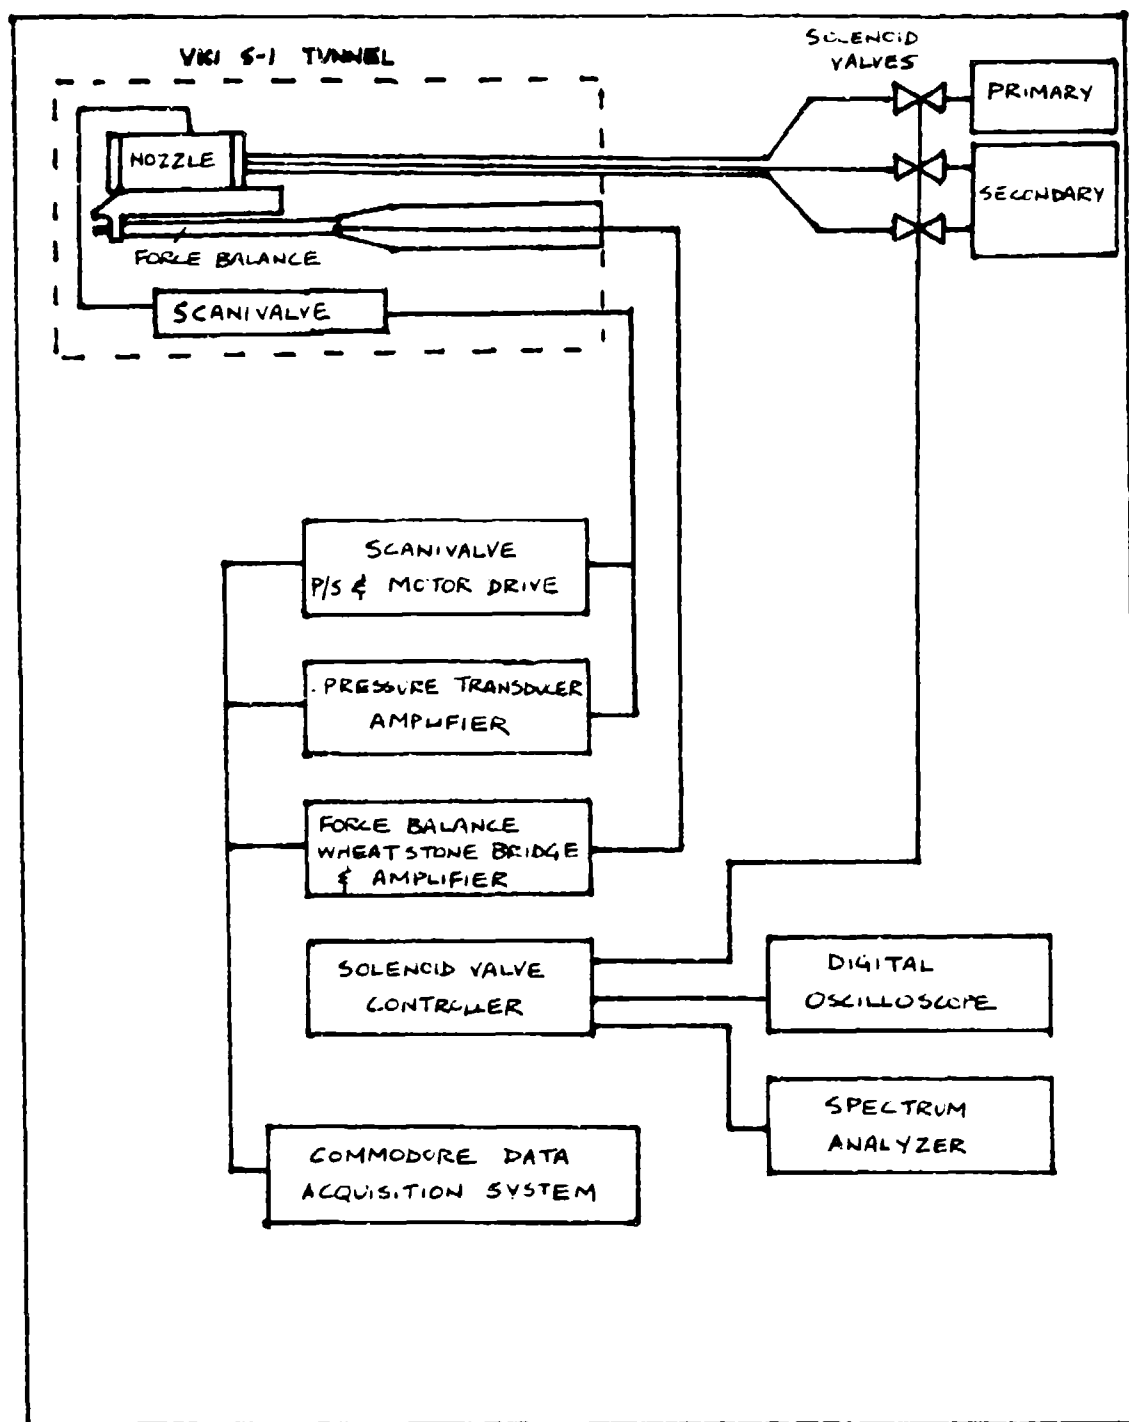 VKI S-1 TUNNEL
SOLENOID
VALVES
PRIMARY
NOZZLE
SECONDARY
FORCE BALANCE
SCANIVALVE
SCANIVALVE
P/S & MOTOR DRIVE
PRESSURE TRANSDUCER
AMPLIFIER
FORCE BALANCE
WHEATSTONE BRIDGE
& AMPLIFIER
SOLENOID VALVE
CONTROLLER
DIGITAL
OSCILLOSCOPE
SPECTRUM
ANALYZER
COMMODORE DATA
ACQUISITION SYSTEM